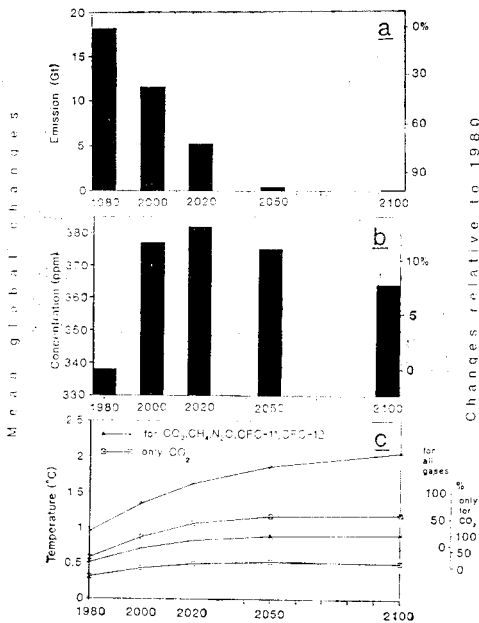 Mean global changes
Changes relative to 1980
a
Emission (Gt)
20
15
10
5
0
0%
30
60
90
1980 2000 2020 2050 2100
b
Concentration (ppm)
380
370
360
350
340
330
10%
5
0
1980 2000 2020 2050 2100
c
Temperature (°C)
2.5
2
1.5
1
0.5
0
for CO₂,CH₄,N₂O,CFC-11,CFC-12
only CO₂
for
all
gases
100
50
0
%
only
for
CO₂
100
50
0
1980 2000 2020 2050 2100